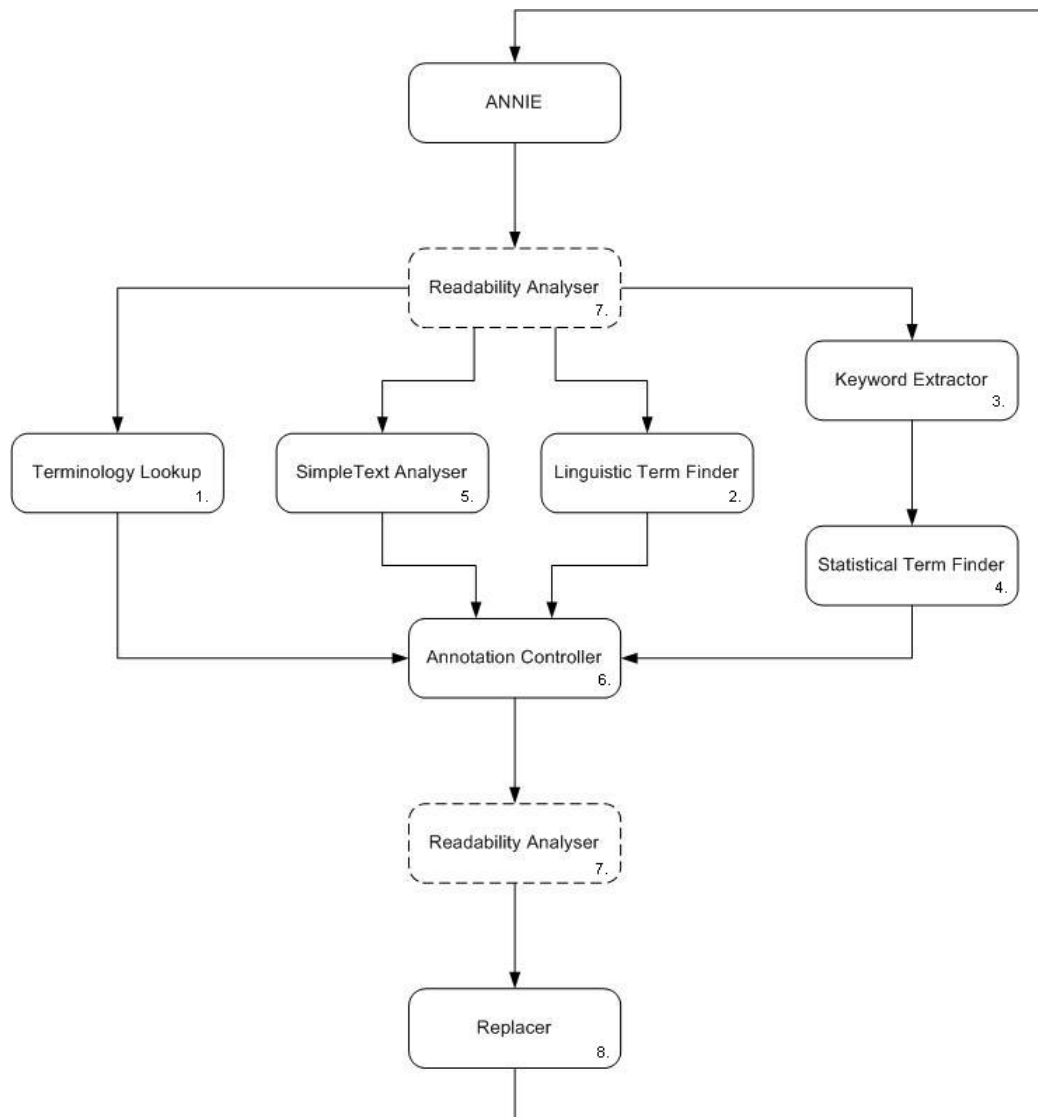 ANNIE
Readability Analyser
7.
Keyword Extractor
3.
Terminology Lookup
1.
SimpleText Analyser
5.
Linguistic Term Finder
2.
Statistical Term Finder
4.
Annotation Controller
6.
Readability Analyser
7.
Replacer
8.